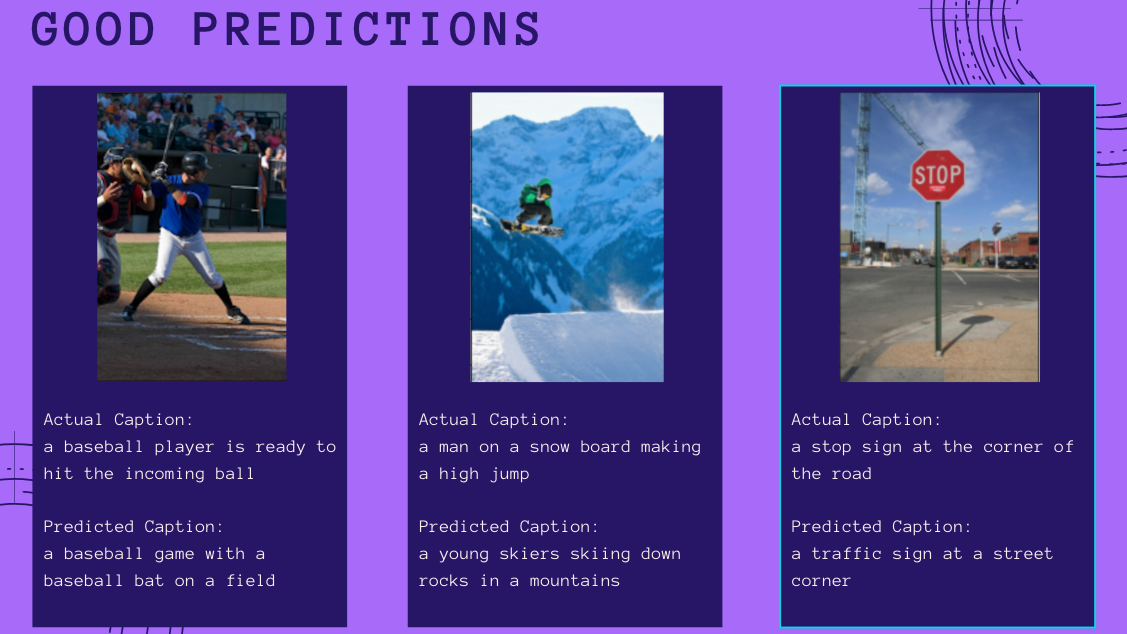 GOOD PREDICTIONS
STOP
Actual Caption:
a baseball player is ready to
hit the incoming ball
Predicted Caption:
a baseball game with a
baseball bat on a field
Actual Caption:
a man on a snow board making
a high jump
Predicted Caption:
a young skiers skiing down
rocks in a mountains
Actual Caption:
a stop sign at the corner of
the road
Predicted Caption:
a traffic sign at a street
corner